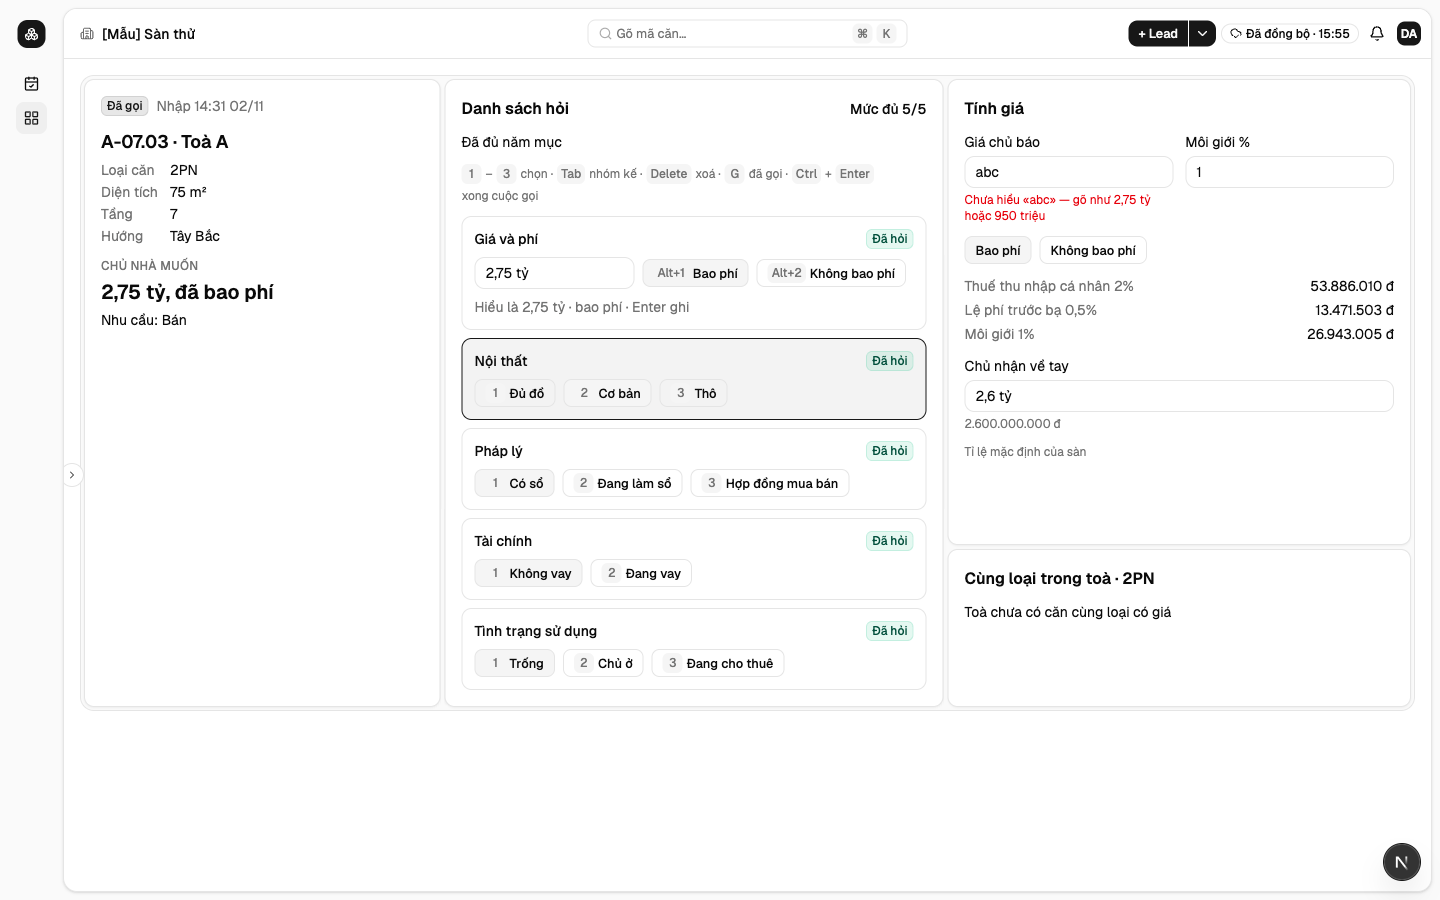 [Mẫu] Sàn thử
Gõ mã căn...
⌘ K
+ Lead
Đã đồng bộ · 15:55
DA
Đã gọi Nhập 14:31 02/11
A-07.03 · Toà A
Loại căn 2PN
Diện tích 75 m²
Tầng 7
Hướng Tây Bắc
CHỦ NHÀ MUỐN
2,75 tỷ, đã bao phí
Nhu cầu: Bán
Danh sách hỏi
Mức đủ 5/5
Đã đủ năm mục
1 – 3 chọn · Tab nhóm kế · Delete xoá · G đã gọi · Ctrl + Enter
xong cuộc gọi
Giá và phí Đã hỏi
2,75 tỷ Alt+1 Bao phí Alt+2 Không bao phí
Hiểu là 2,75 tỷ · bao phí · Enter ghi
Nội thất Đã hỏi
1 Đủ đồ 2 Cơ bản 3 Thô
Pháp lý Đã hỏi
1 Có sổ 2 Đang làm sổ 3 Hợp đồng mua bán
Tài chính Đã hỏi
1 Không vay 2 Đang vay
Tình trạng sử dụng Đã hỏi
1 Trống 2 Chủ ở 3 Đang cho thuê
Tính giá
Giá chủ báo Môi giới %
abc 1
Chưa hiểu «abc» — gõ như 2,75 tỷ
hoặc 950 triệu
Bao phí Không bao phí
Thuế thu nhập cá nhân 2% 53.886.010 đ
Lệ phí trước bạ 0,5% 13.471.503 đ
Môi giới 1% 26.943.005 đ
Chủ nhận về tay
2,6 tỷ
2.600.000.000 đ
Tỉ lệ mặc định của sàn
Cùng loại trong toà · 2PN
Toà chưa có căn cùng loại có giá
N